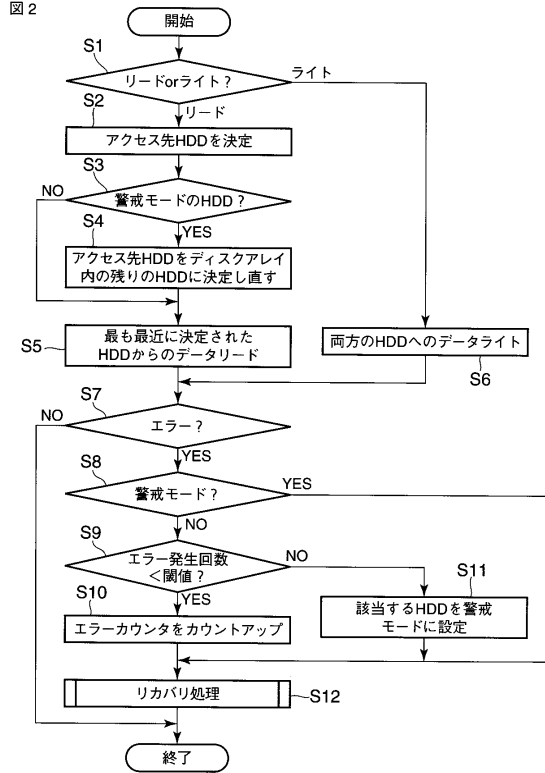 図2
開始
S1
リードorライト？
ライト
リード
S2
アクセス先HDDを決定
S3
警戒モードのHDD？
NO
YES
S4
アクセス先HDDをディスクアレイ
内の残りのHDDに決定し直す
S5
最も最近に決定された
HDDからのデータリード
両方のHDDへのデータライト
S6
S7
エラー？
NO
YES
S8
警戒モード？
YES
NO
S9
エラー発生回数
＜閾値？
NO
YES
S10
エラーカウンタをカウントアップ
S11
該当するHDDを警戒
モードに設定
リカバリ処理
S12
終了